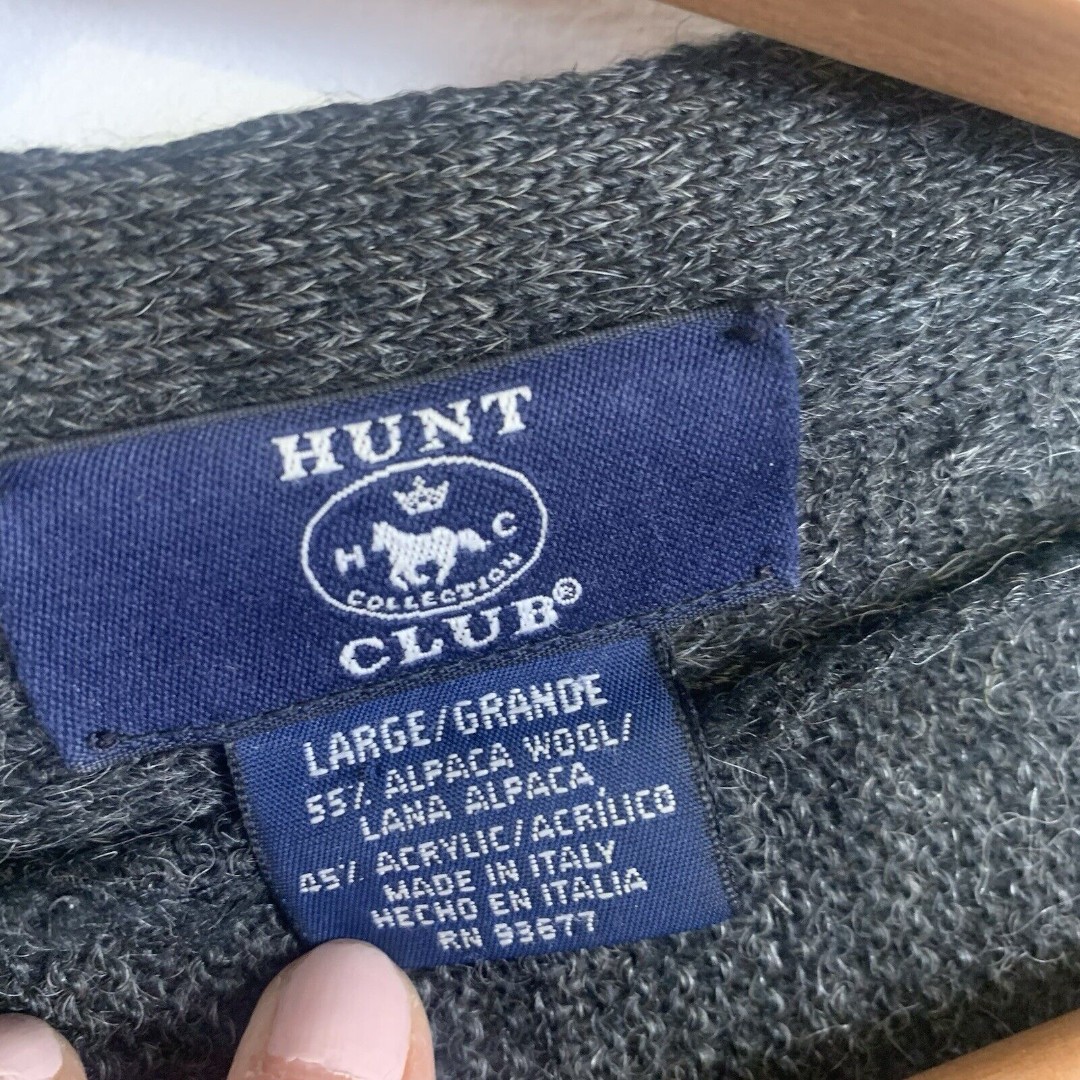 HUNT
H C
COLLECTION
CLUB®
LARGE/GRANDE
55% ALPACA WOOL/
LANA ALPACA
45% ACRYLIC/ACRÍLICO
MADE IN ITALY
HECHO EN ITALIA
RN 93677